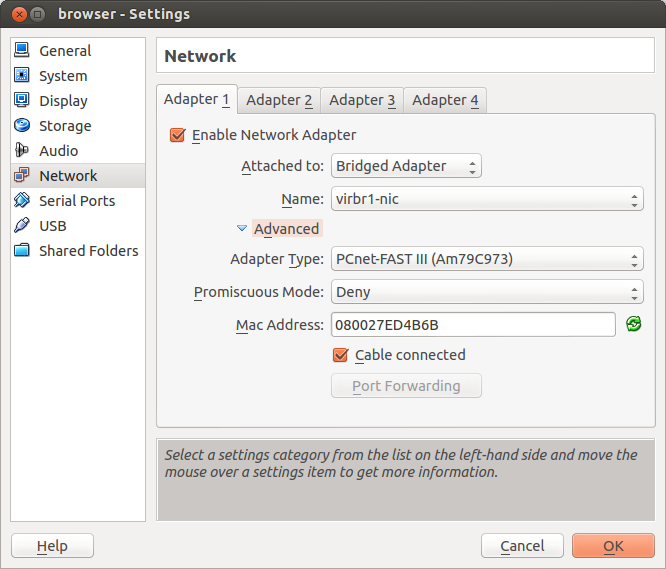 browser - Settings
General
System
Display
Storage
Audio
Network
Serial Ports
USB
Shared Folders
Network
Adapter 1 Adapter 2 Adapter 3 Adapter 4
Enable Network Adapter
Attached to: Bridged Adapter
Name: virbr1-nic
Advanced
Adapter Type: PCnet-FAST III (Am79C973)
Promiscuous Mode: Deny
Mac Address: 080027ED4B6B
Cable connected
Port Forwarding
Select a settings category from the list on the left-hand side and move the
mouse over a settings item to get more information.
Help Cancel OK